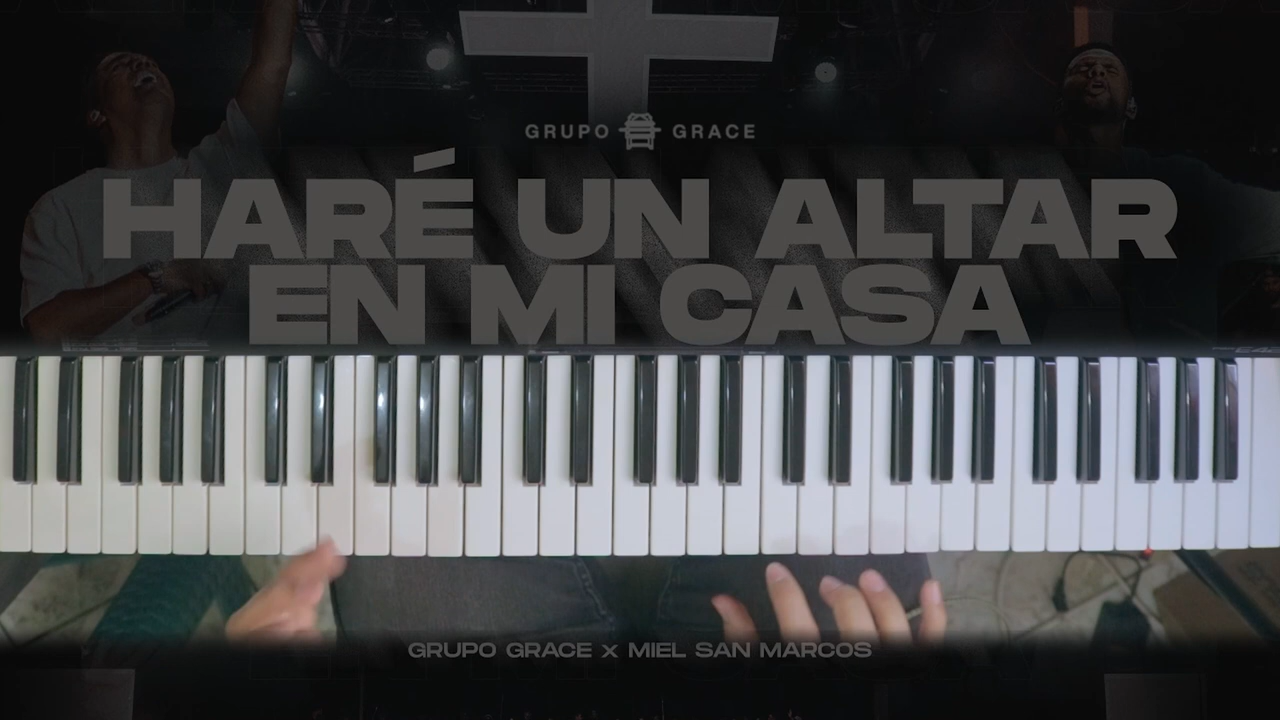 GRUPO GRACE
HARÉ UN ALTAR
EN MI CASA
GRUPO GRACE x MIEL SAN MARCOS